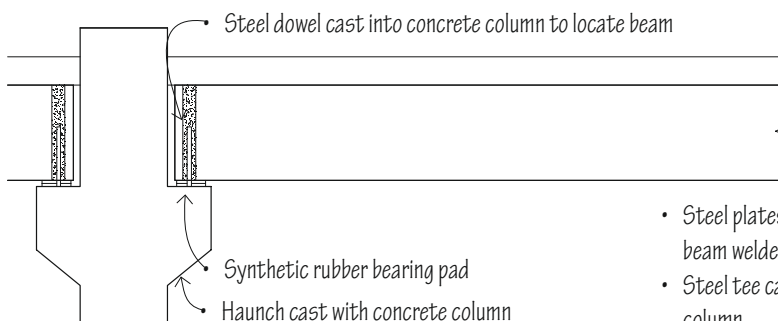 • Steel dowel cast into concrete column to locate beam
• Steel plates
beam welde
• Synthetic rubber bearing pad
• Steel tee ca
• Haunch cast with concrete column
column